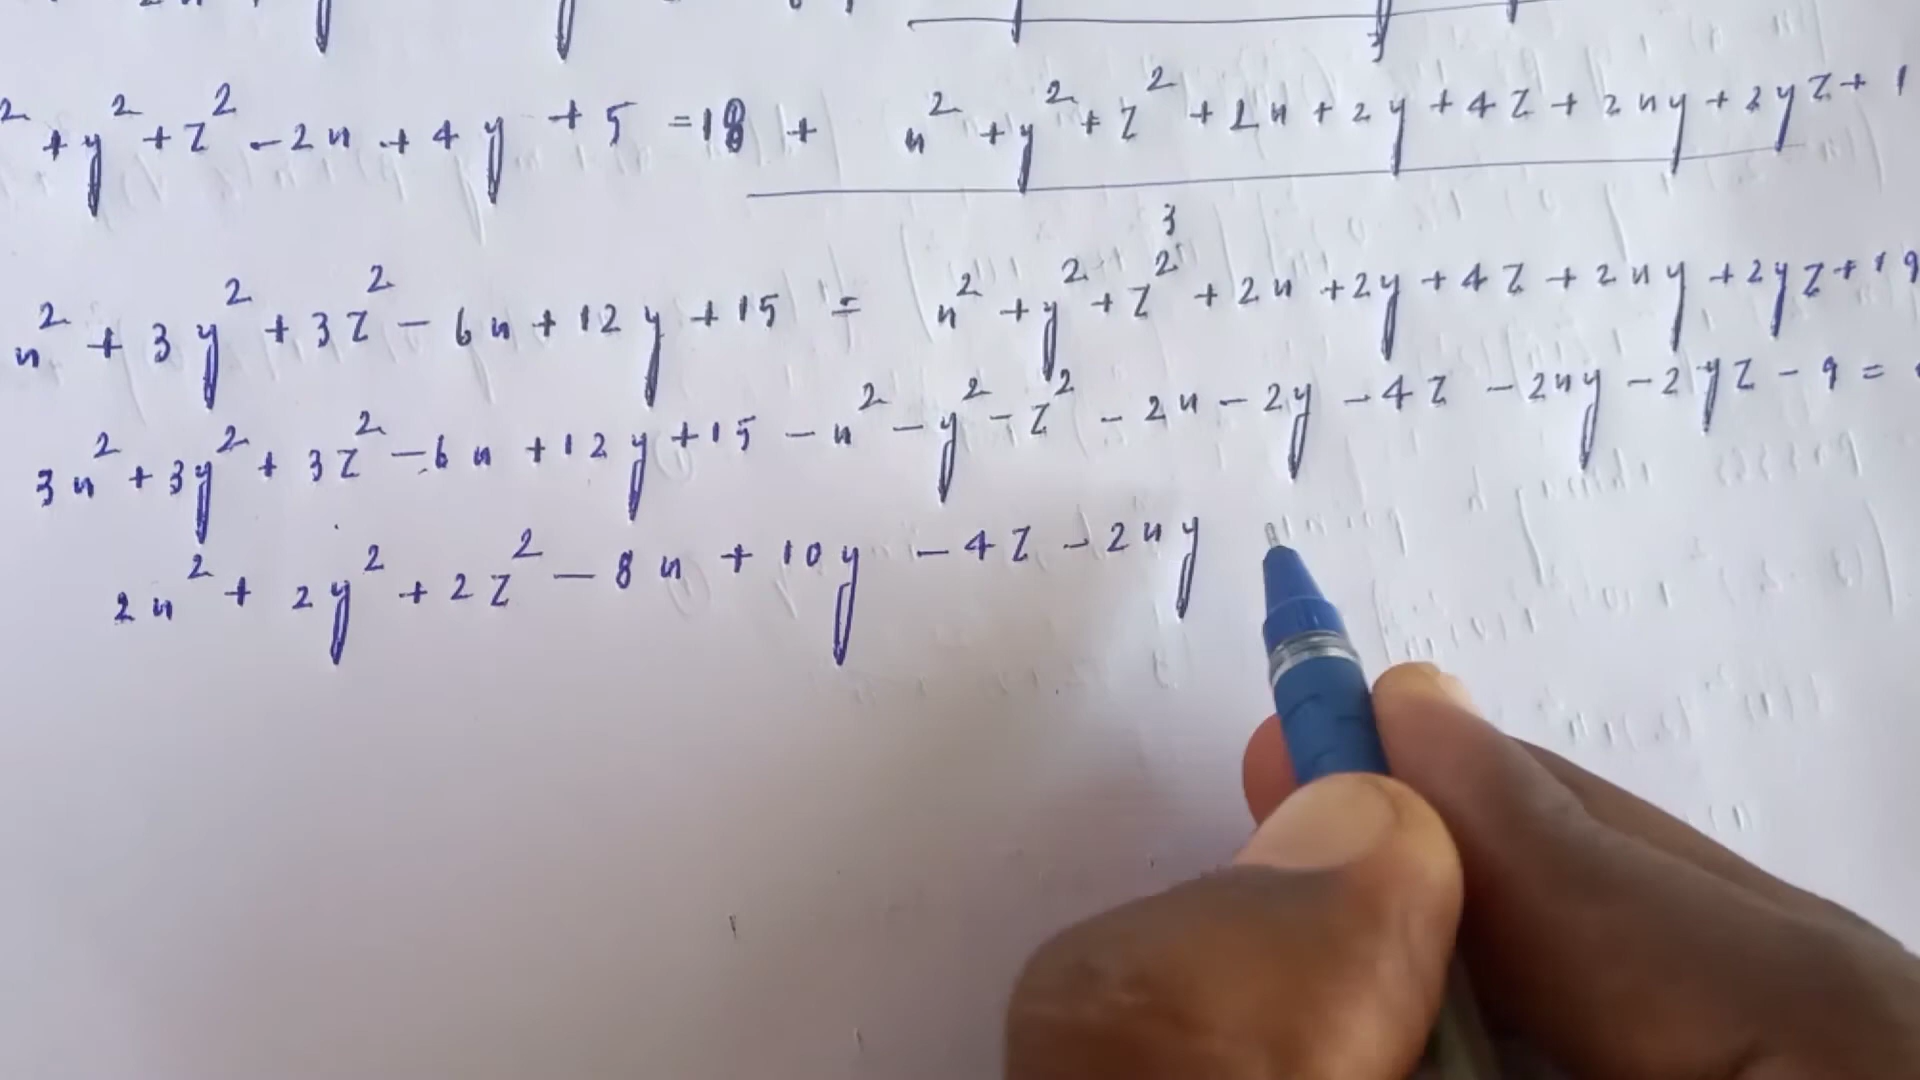 2 + y² + z² - 2x + 4y + 5 = 18 + x² + y² + z² + 2x + 2y + 4z + 2xy + 2yz + 1
3
x² + 3y² + 3z² - 6x + 12y + 15 = x² + y² + z² + 2x + 2y + 4z + 2xy + 2yz + 19
3x² + 3y² + 3z² - 6x + 12y + 15 - x² - y² - z² - 2x - 2y - 4z - 2xy - 2yz - 9 =
2x² + 2y² + 2z² - 8x + 10y - 4z - 2xy